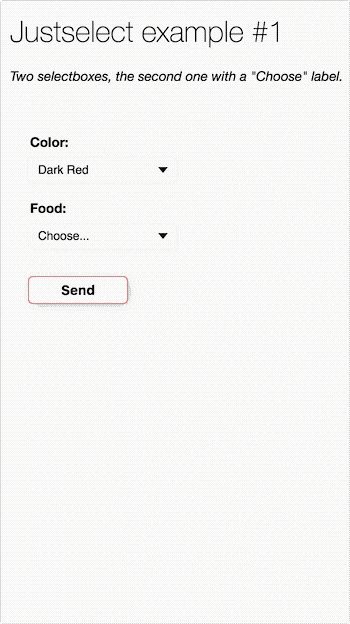 Justselect example #1
Two selectboxes, the second one with a "Choose" label.
Color:
Dark Red
Food:
Choose...
Send